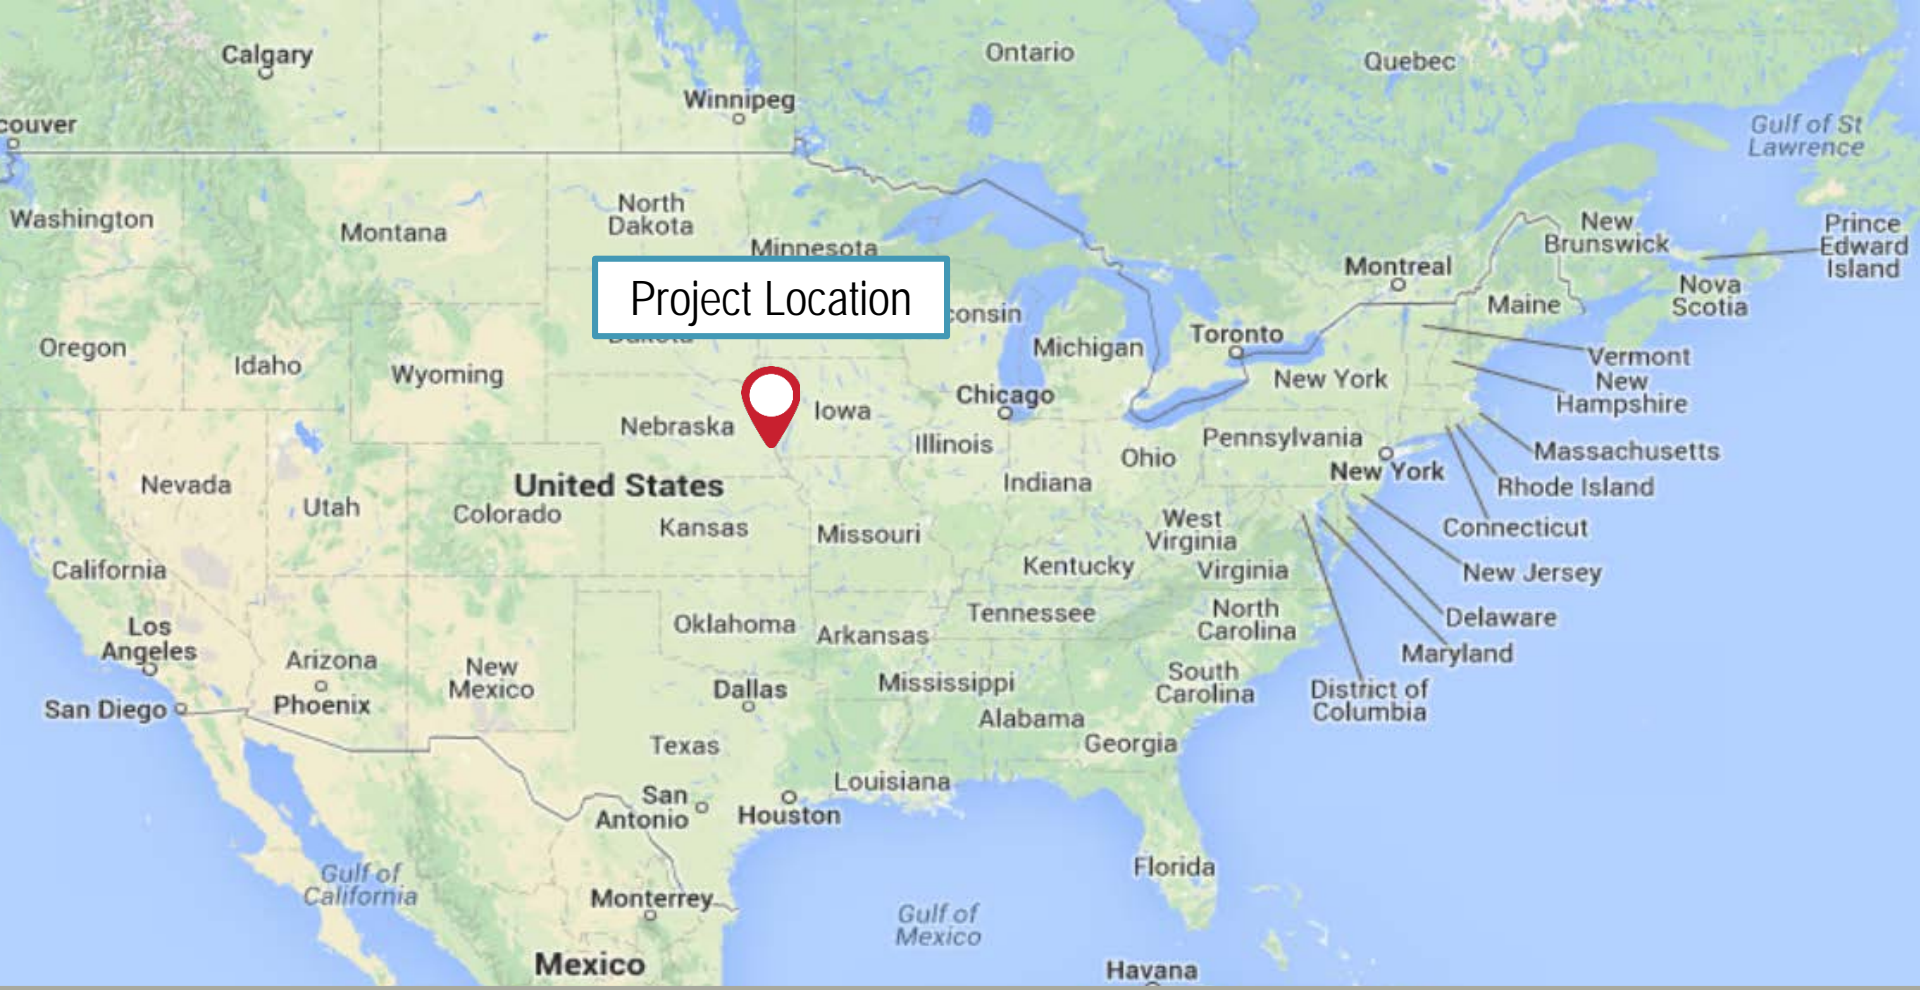 Calgary
Ontario
Quebec
Winnipeg
couver
Gulf of St
Lawrence
Washington
Montana
North
Dakota
Minnesota
New
Brunswick
Prince
Edward
Island
Montreal
Nova
Scotia
Maine
Project Location
consin
Oregon
Idaho
Wyoming
Dakota
Michigan
Toronto
Vermont
New York
New
Hampshire
Chicago
Nebraska
Iowa
Illinois
Ohio
Pennsylvania
Massachusetts
New York
Indiana
Rhode Island
Nevada
Utah
United States
Colorado
Kansas
Missouri
West
Virginia
Connecticut
California
Kentucky
Virginia
New Jersey
Los
Angeles
Oklahoma
Arkansas
Tennessee
North
Carolina
Delaware
Maryland
Arizona
Phoenix
New
Mexico
San Diego
Dallas
Mississippi
South
Carolina
District of
Columbia
Alabama
Texas
Georgia
Louisiana
San
Antonio
Houston
Gulf of
California
Florida
Monterrey
Gulf of
Mexico
Mexico
Havana